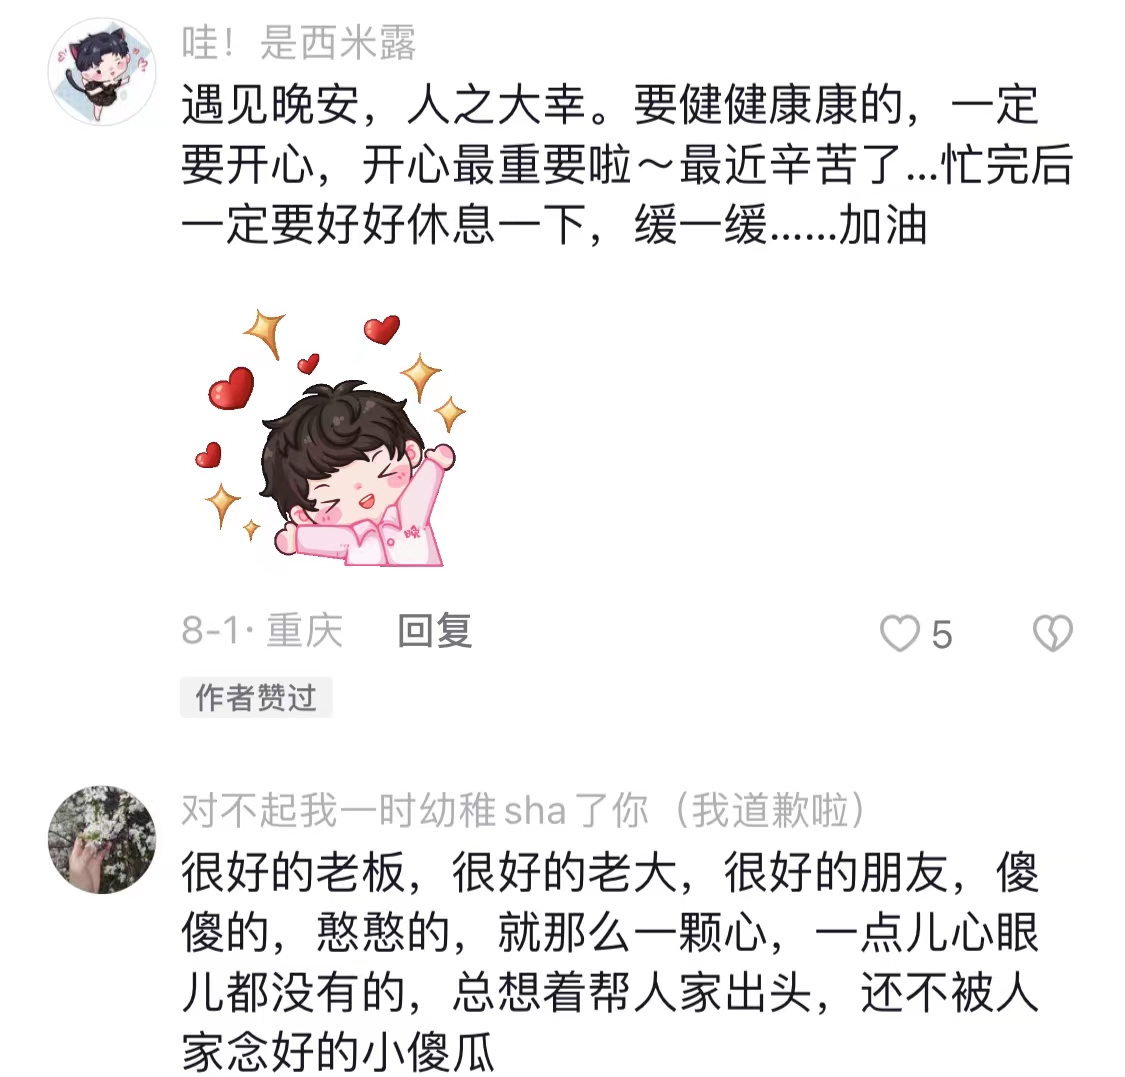 哇！是西米露
遇见晚安，人之大幸。要健健康康的，一定
要开心，开心最重要啦～最近辛苦了...忙完后
一定要好好休息一下，缓一缓......加油
晚
8-1·重庆 回复 5
作者赞过
对不起我一时幼稚sha了你（我道歉啦）
很好的老板，很好的老大，很好的朋友，傻
傻的，憨憨的，就那么一颗心，一点儿心眼
儿都没有的，总想着帮人家出头，还不被人
家念好的小傻瓜